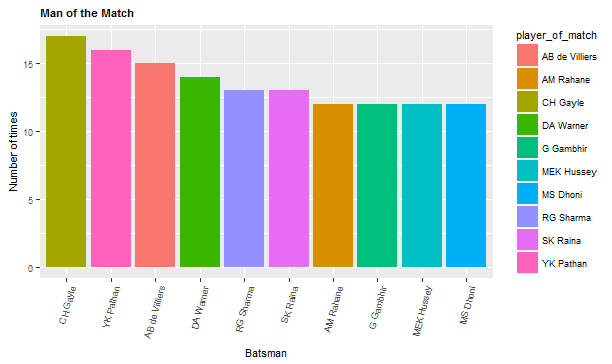 Man of the Match
Number of times
15
10
5
0
CH Gayle
YK Pathan
AB de Villiers
DA Warner
RG Sharma
SK Raina
AM Rahane
G Gambhir
MEK Hussey
MS Dhoni
Batsman
player_of_match
AB de Villiers
AM Rahane
CH Gayle
DA Warner
G Gambhir
MEK Hussey
MS Dhoni
RG Sharma
SK Raina
YK Pathan